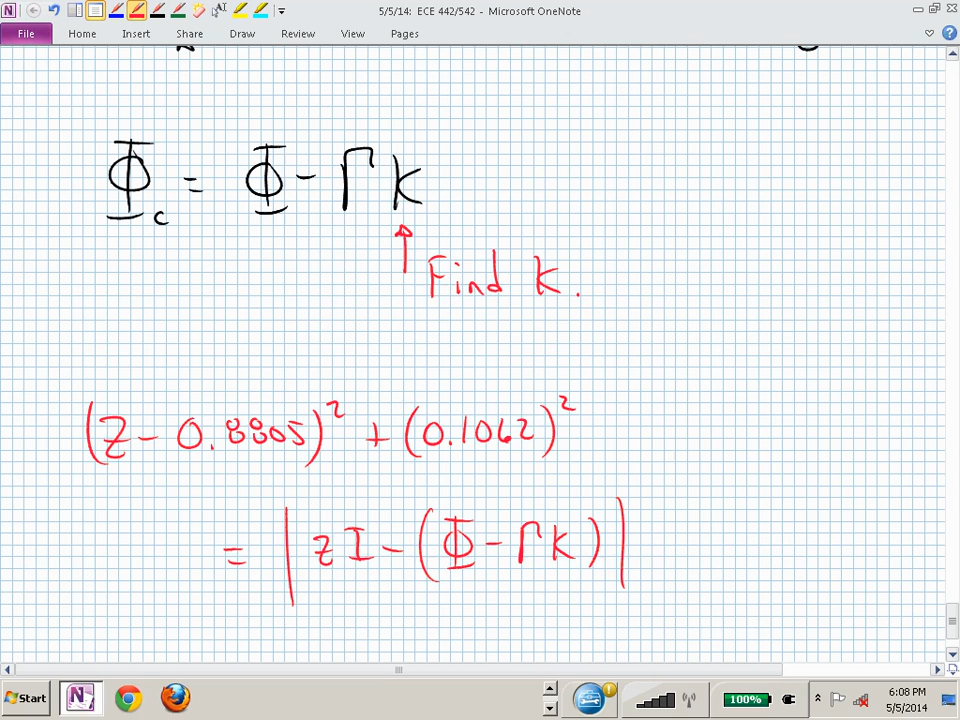 5/5/14: ECE 442/542 - Microsoft OneNote
File Home Insert Share Draw Review View Pages
Φc = Φ - Γ K
Find K.
(Z - 0.8805)² + (0.1062)²
= | zI - (Φ - ΓK) |
Start 100% 6:08 PM
5/5/2014